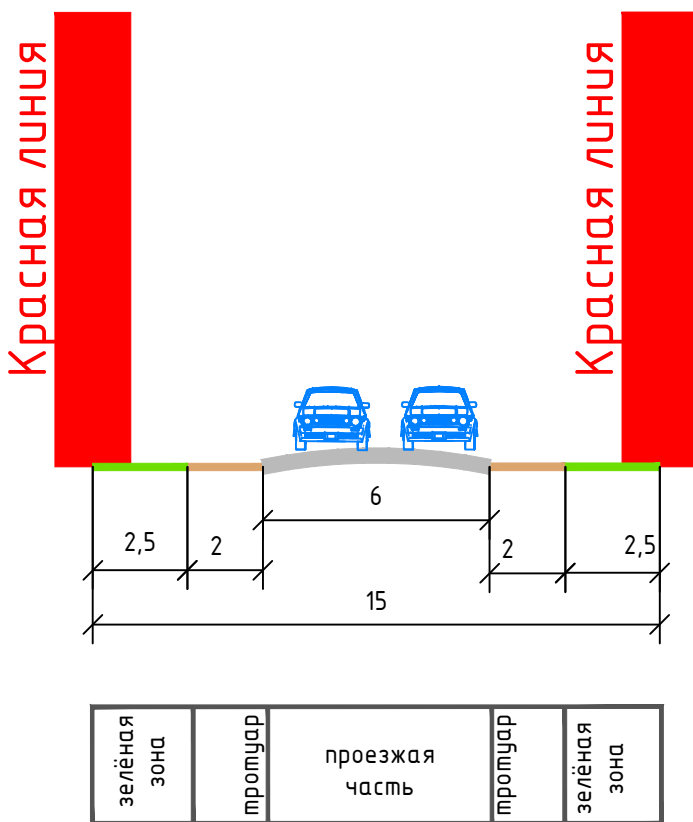 Красная линия
Красная линия
6
2,5
2
2
2,5
15
зелёная
зона
тротуар
проезжая
часть
тротуар
зелёная
зона